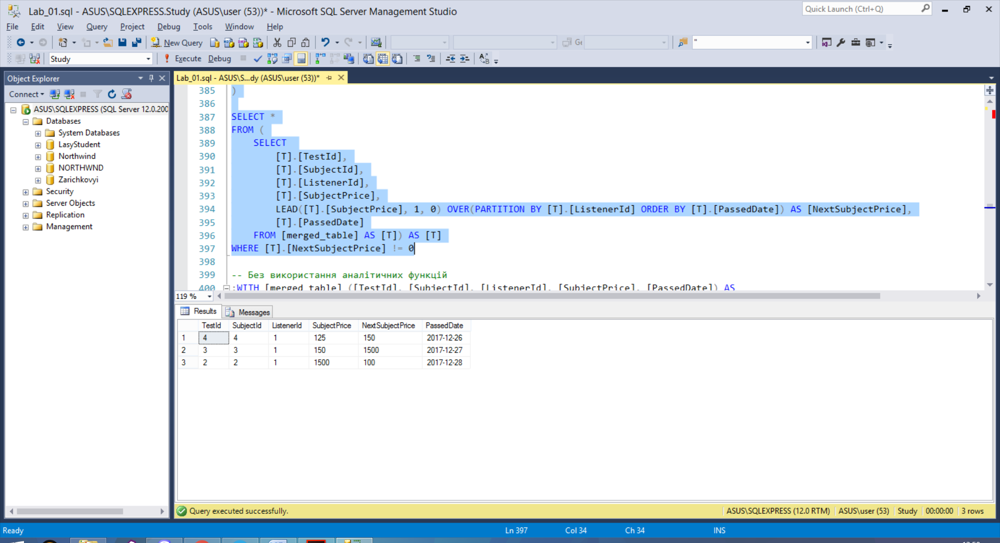 Lab_01.sql - ASUS\SQLEXPRESS.Study (ASUS\user (53))* - Microsoft SQL Server Management Studio
Quick Launch (Ctrl+Q)
File Edit View Query Project Debug Tools Window Help
New Query
"
Study
Execute Debug
Object Explorer
Connect
ASUS\SQLEXPRESS (SQL Server 12.0.200
Databases
System Databases
LasyStudent
Northwind
NORTHWND
Zarichkovyi
Security
Server Objects
Replication
Management
Lab_01.sql - ASUS\S...dy (ASUS\user (53))*
385 )
386
387 SELECT *
388 FROM (
389 SELECT
390 [T].[TestId],
391 [T].[SubjectId],
392 [T].[ListenerId],
393 [T].[SubjectPrice],
394 LEAD([T].[SubjectPrice], 1, 0) OVER(PARTITION BY [T].[ListenerId] ORDER BY [T].[PassedDate]) AS [NextSubjectPrice],
395 [T].[PassedDate]
396 FROM [merged_table] AS [T]) AS [T]
397 WHERE [T].[NextSubjectPrice] != 0
398
399 -- Без використання аналітичних функцій
400 ;WITH [merged_table] ([TestId], [SubjectId], [ListenerId], [SubjectPrice], [PassedDate]) AS
119 %
Results Messages
TestId SubjectId ListenerId SubjectPrice NextSubjectPrice PassedDate
1 4 4 1 125 150 2017-12-26
2 3 3 1 150 1500 2017-12-27
3 2 2 1 1500 100 2017-12-28
Query executed successfully.
ASUS\SQLEXPRESS (12.0 RTM) ASUS\user (53) Study 00:00:00 3 rows
Ready
Ln 397 Col 34 Ch 34 INS